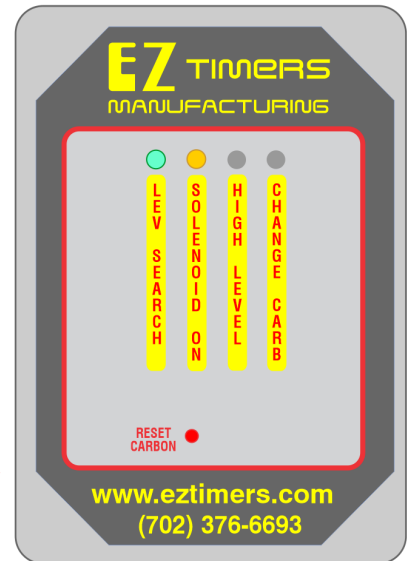 EZ TIMERS
MANUFACTURING
LEV SEARCH
SOLENOID ON
HIGH LEVEL
CHANGE CARB
RESET
CARBON
www.eztimers.com
(702) 376-6693